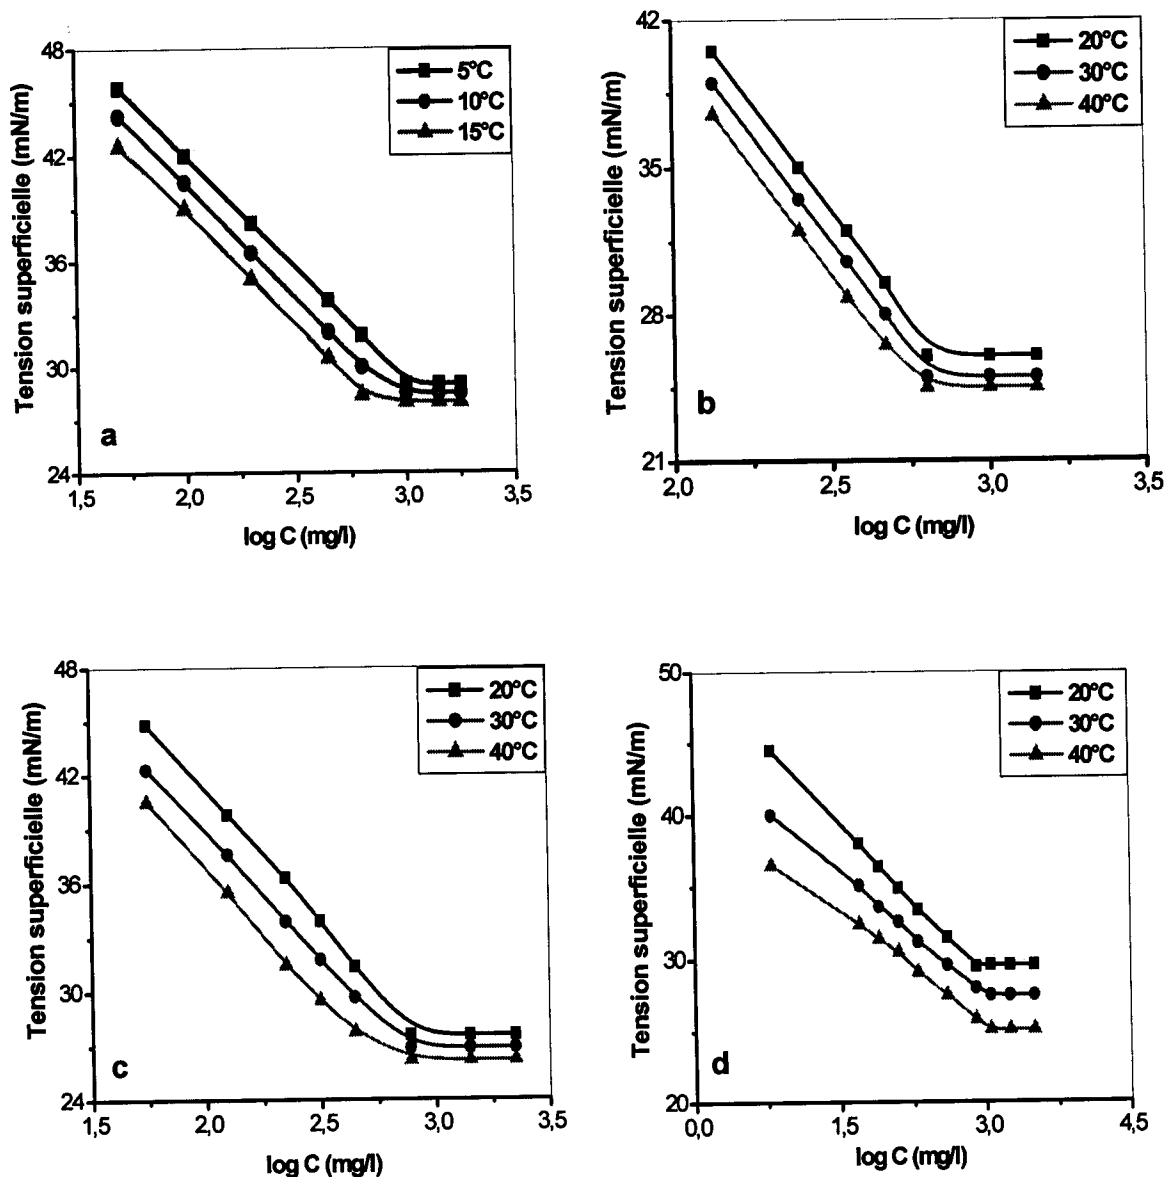 48
42
36
30
24
1,5
2,0
2,5
3,0
3,5
Tension superficielle (mN/m)
log C (mg/l)
5°C
10°C
15°C
a
42
35
28
21
2,0
2,5
3,0
3,5
Tension superficielle (mN/m)
log C (mg/l)
20°C
30°C
40°C
b
48
42
36
30
24
1,5
2,0
2,5
3,0
3,5
Tension superficielle (mN/m)
log C (mg/l)
20°C
30°C
40°C
c
50
40
30
20
0,0
1,5
3,0
4,5
Tension superficielle (mN/m)
log C (mg/l)
20°C
30°C
40°C
d